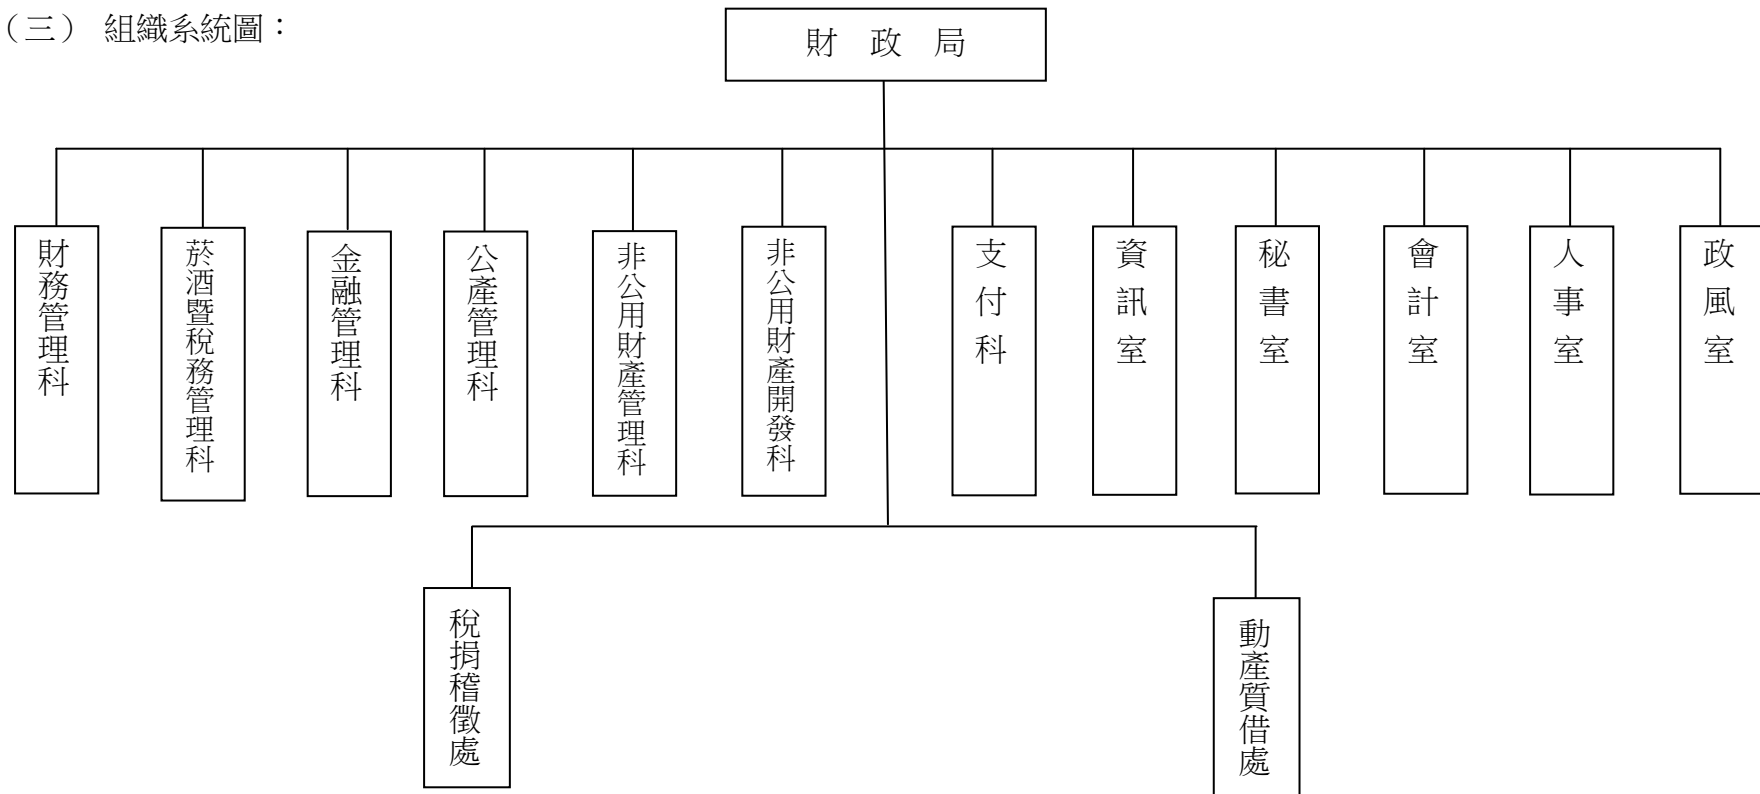 （三） 組織系統圖：
財 政 局
財務管理科
菸酒暨稅務管理科
金融管理科
公產管理科
非公用財產管理科
非公用財產開發科
支付科
資訊室
秘書室
會計室
人事室
政風室
稅捐稽徵處
動產質借處